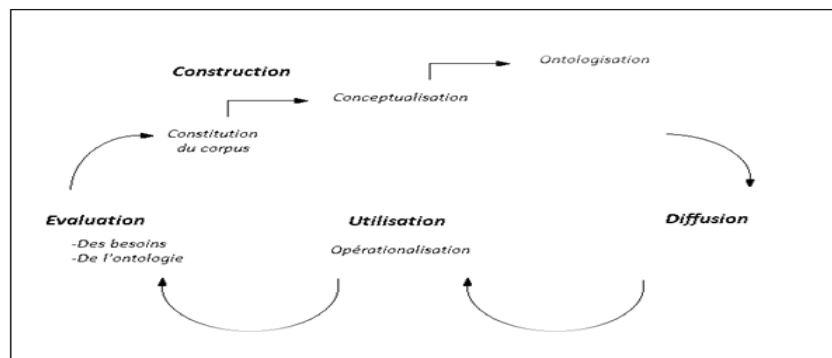 Ontologisation
Construction
Conceptualisation
Constitution
du corpus
Evaluation
-Des besoins
-De l'ontologie
Utilisation
Opérationalisation
Diffusion